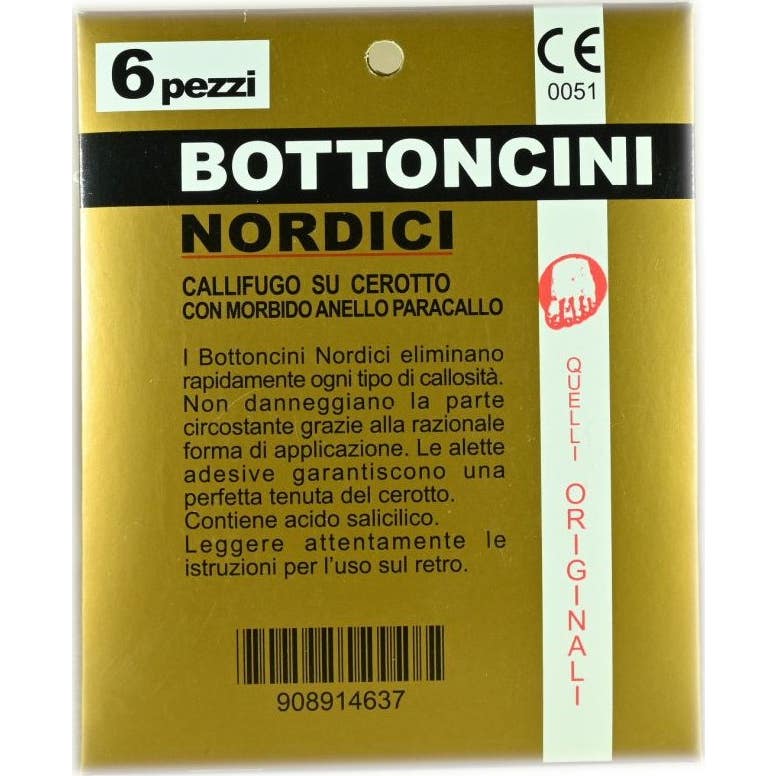 6 pezzi
CE
0051
BOTTONCINI
NORDICI
CALLIFUGO SU CEROTTO
CON MORBIDO ANELLO PARACALLO
I Bottoncini Nordici eliminano
rapidamente ogni tipo di callosità.
Non danneggiano la parte
circostante grazie alla razionale
forma di applicazione. Le alette
adesive garantiscono una
perfetta tenuta del cerotto.
Contiene acido salicilico.
Leggere attentamente le
istruzioni per l'uso sul retro.
QUELLI ORIGINALI
908914637